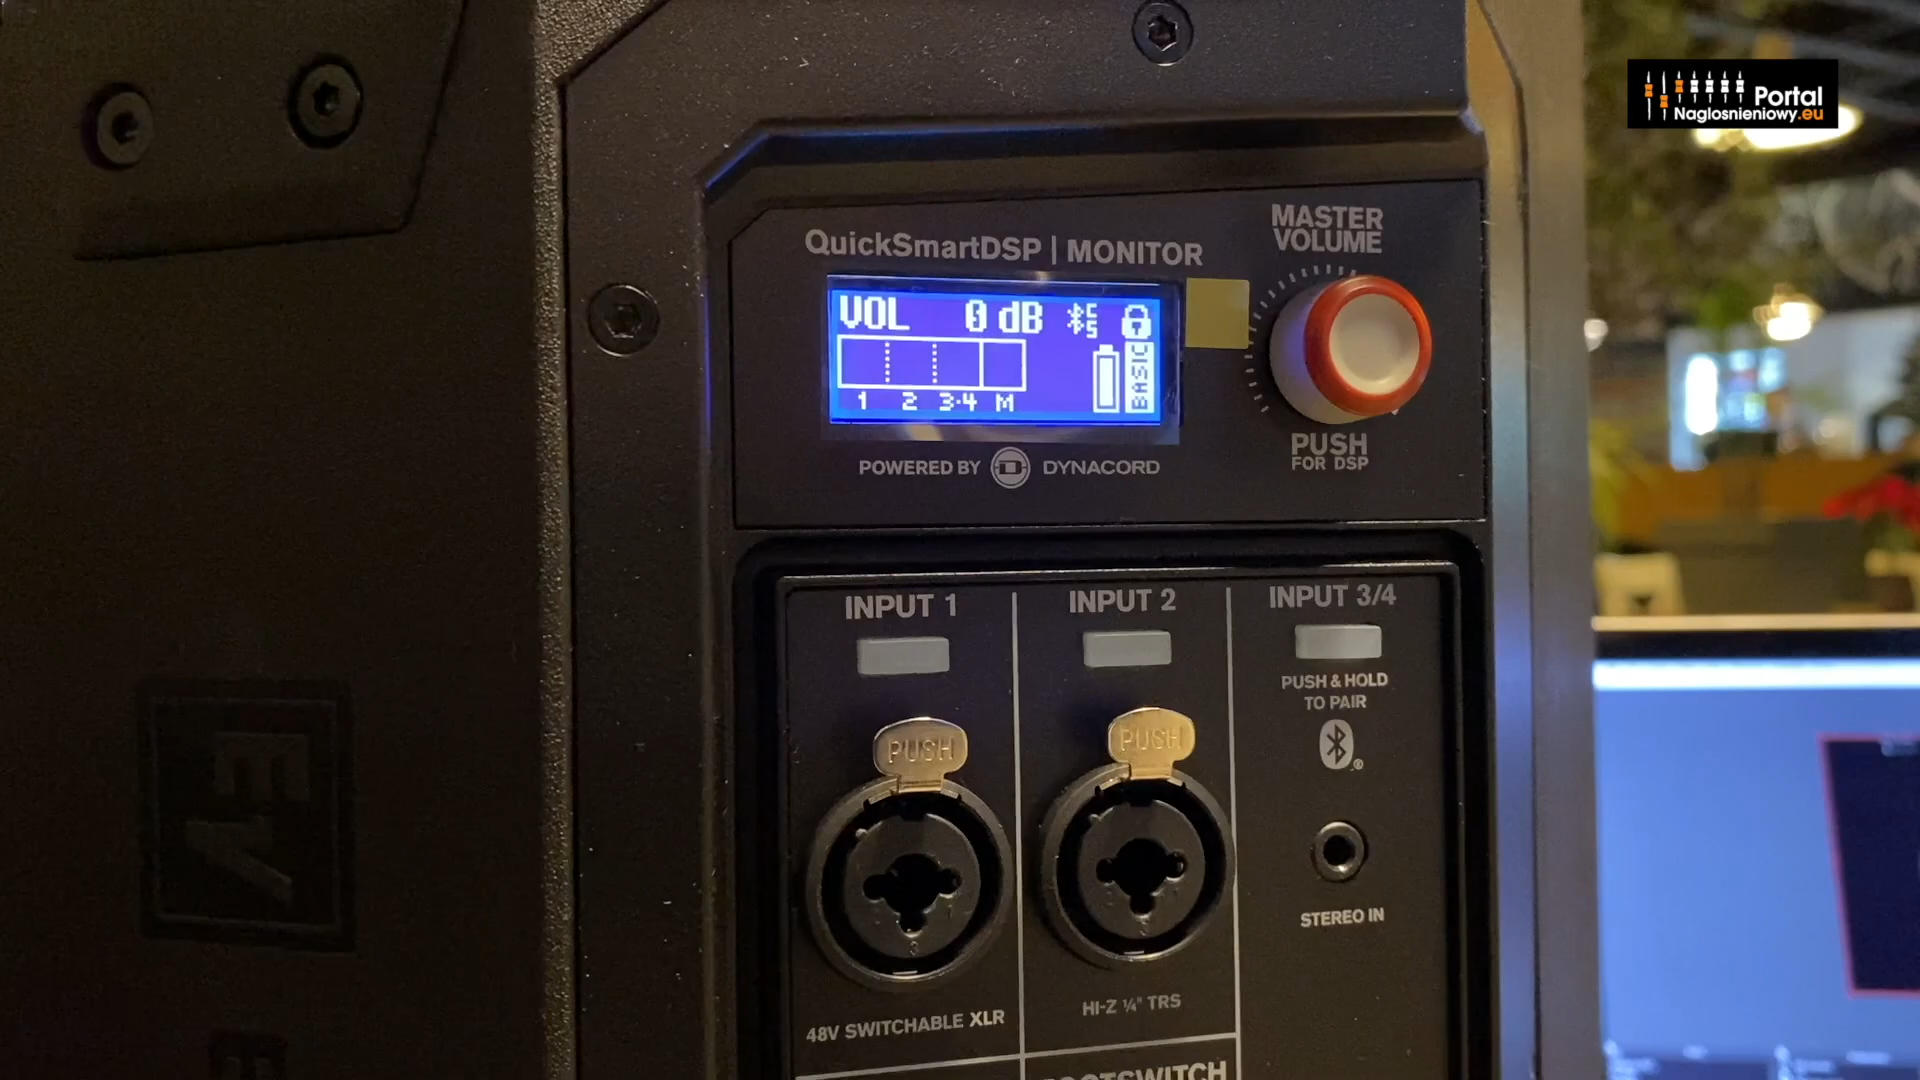 Portal
Naglosnieniowy.eu
MASTER
VOLUME
QuickSmartDSP | MONITOR
VOL 0 dB
BASIC
1 2 3·4 M
POWERED BY DYNACORD
PUSH
FOR DSP
INPUT 1
INPUT 2
INPUT 3/4
PUSH & HOLD
TO PAIR
PUSH
PUSH
EV
STEREO IN
48V SWITCHABLE XLR
HI-Z ¼" TRS